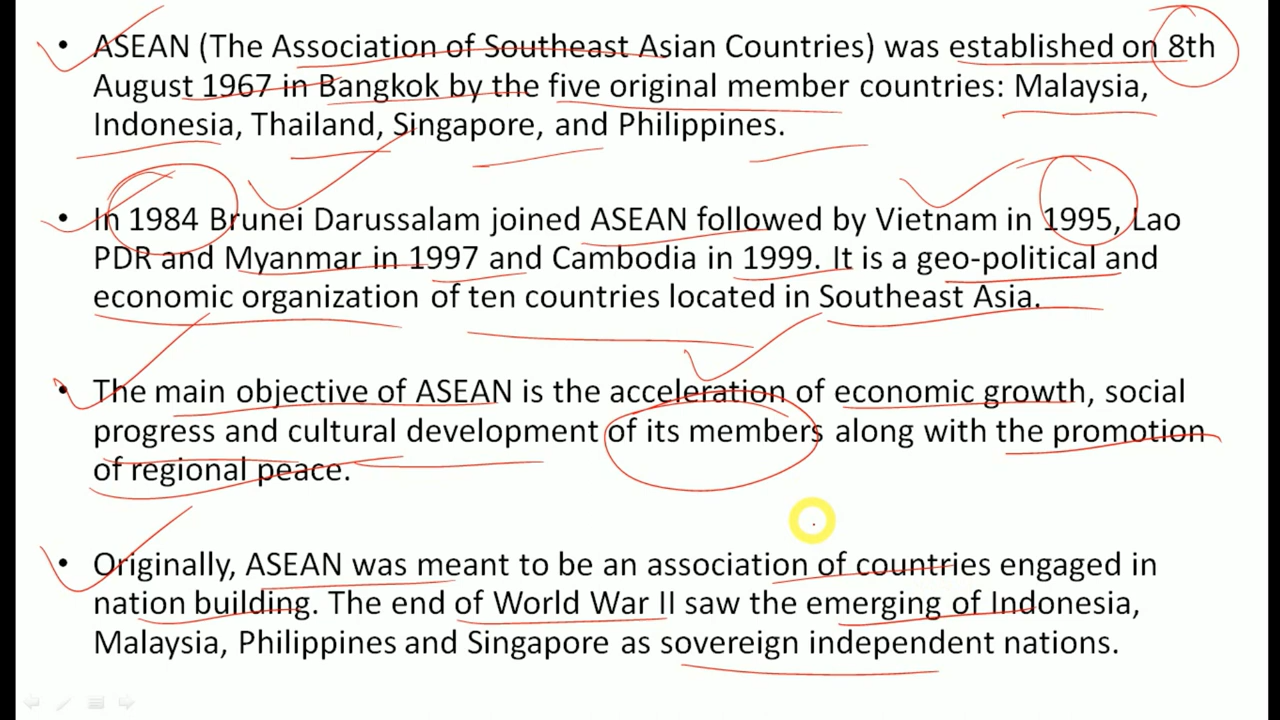 • ASEAN (The Association of Southeast Asian Countries) was established on 8th
August 1967 in Bangkok by the five original member countries: Malaysia,
Indonesia, Thailand, Singapore, and Philippines.
• In 1984 Brunei Darussalam joined ASEAN followed by Vietnam in 1995, Lao
PDR and Myanmar in 1997 and Cambodia in 1999. It is a geo-political and
economic organization of ten countries located in Southeast Asia.
• The main objective of ASEAN is the acceleration of economic growth, social
progress and cultural development of its members along with the promotion
of regional peace.
• Originally, ASEAN was meant to be an association of countries engaged in
nation building. The end of World War II saw the emerging of Indonesia,
Malaysia, Philippines and Singapore as sovereign independent nations.